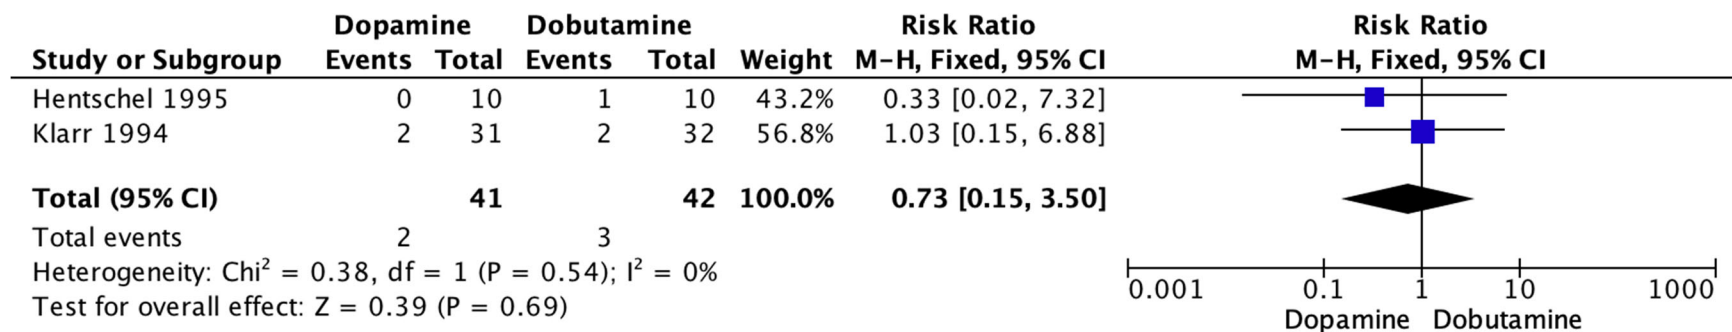 Dopamine Dobutamine Risk Ratio Risk Ratio
Study or Subgroup Events Total Events Total Weight M-H, Fixed, 95% CI M-H, Fixed, 95% CI
Hentschel 1995 0 10 1 10 43.2% 0.33 [0.02, 7.32]
Klarr 1994 2 31 2 32 56.8% 1.03 [0.15, 6.88]
Total (95% CI) 41 42 100.0% 0.73 [0.15, 3.50]
Total events 2 3
Heterogeneity: Chi² = 0.38, df = 1 (P = 0.54); I² = 0%
Test for overall effect: Z = 0.39 (P = 0.69)
0.001 0.1 1 10 1000
Dopamine Dobutamine